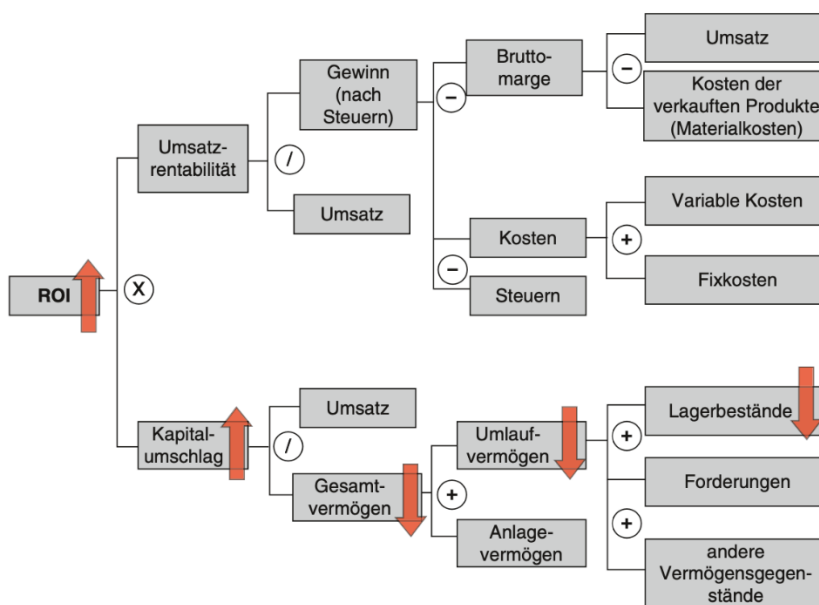 Umsatz
Kosten der
verkauften Produkte
(Materialkosten)
Brutto-
marge
–
Gewinn
(nach
Steuern)
–
Umsatz-
rentabilität
/
Umsatz
Variable Kosten
Kosten
+
–
Fixkosten
Steuern
ROI
X
Umsatz
Lagerbestände
Kapital-
umschlag
/
Umlauf-
vermögen
+
Gesamt-
vermögen
+
Forderungen
+
Anlage-
vermögen
andere
Vermögensgegen-
stände